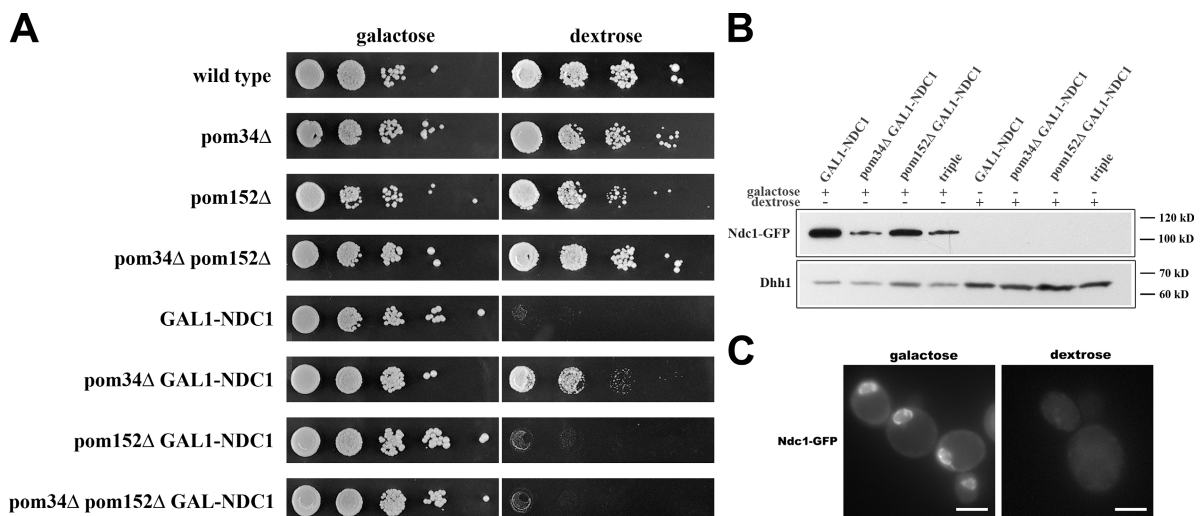 A
galactose dextrose
wild type
pom34Δ
pom152Δ
pom34Δ pom152Δ
GAL1-NDC1
pom34Δ GAL1-NDC1
pom152Δ GAL1-NDC1
pom34Δ pom152Δ GAL-NDC1
B
GAL1-NDC1
pom34Δ GAL1-NDC1
pom152Δ GAL1-NDC1
triple
GAL1-NDC1
pom34Δ GAL1-NDC1
pom152Δ GAL1-NDC1
triple
galactose + + + + - - - -
dextrose - - - - + + + +
Ndc1-GFP
120 kD
100 kD
Dhh1
70 kD
60 kD
C
galactose dextrose
Ndc1-GFP